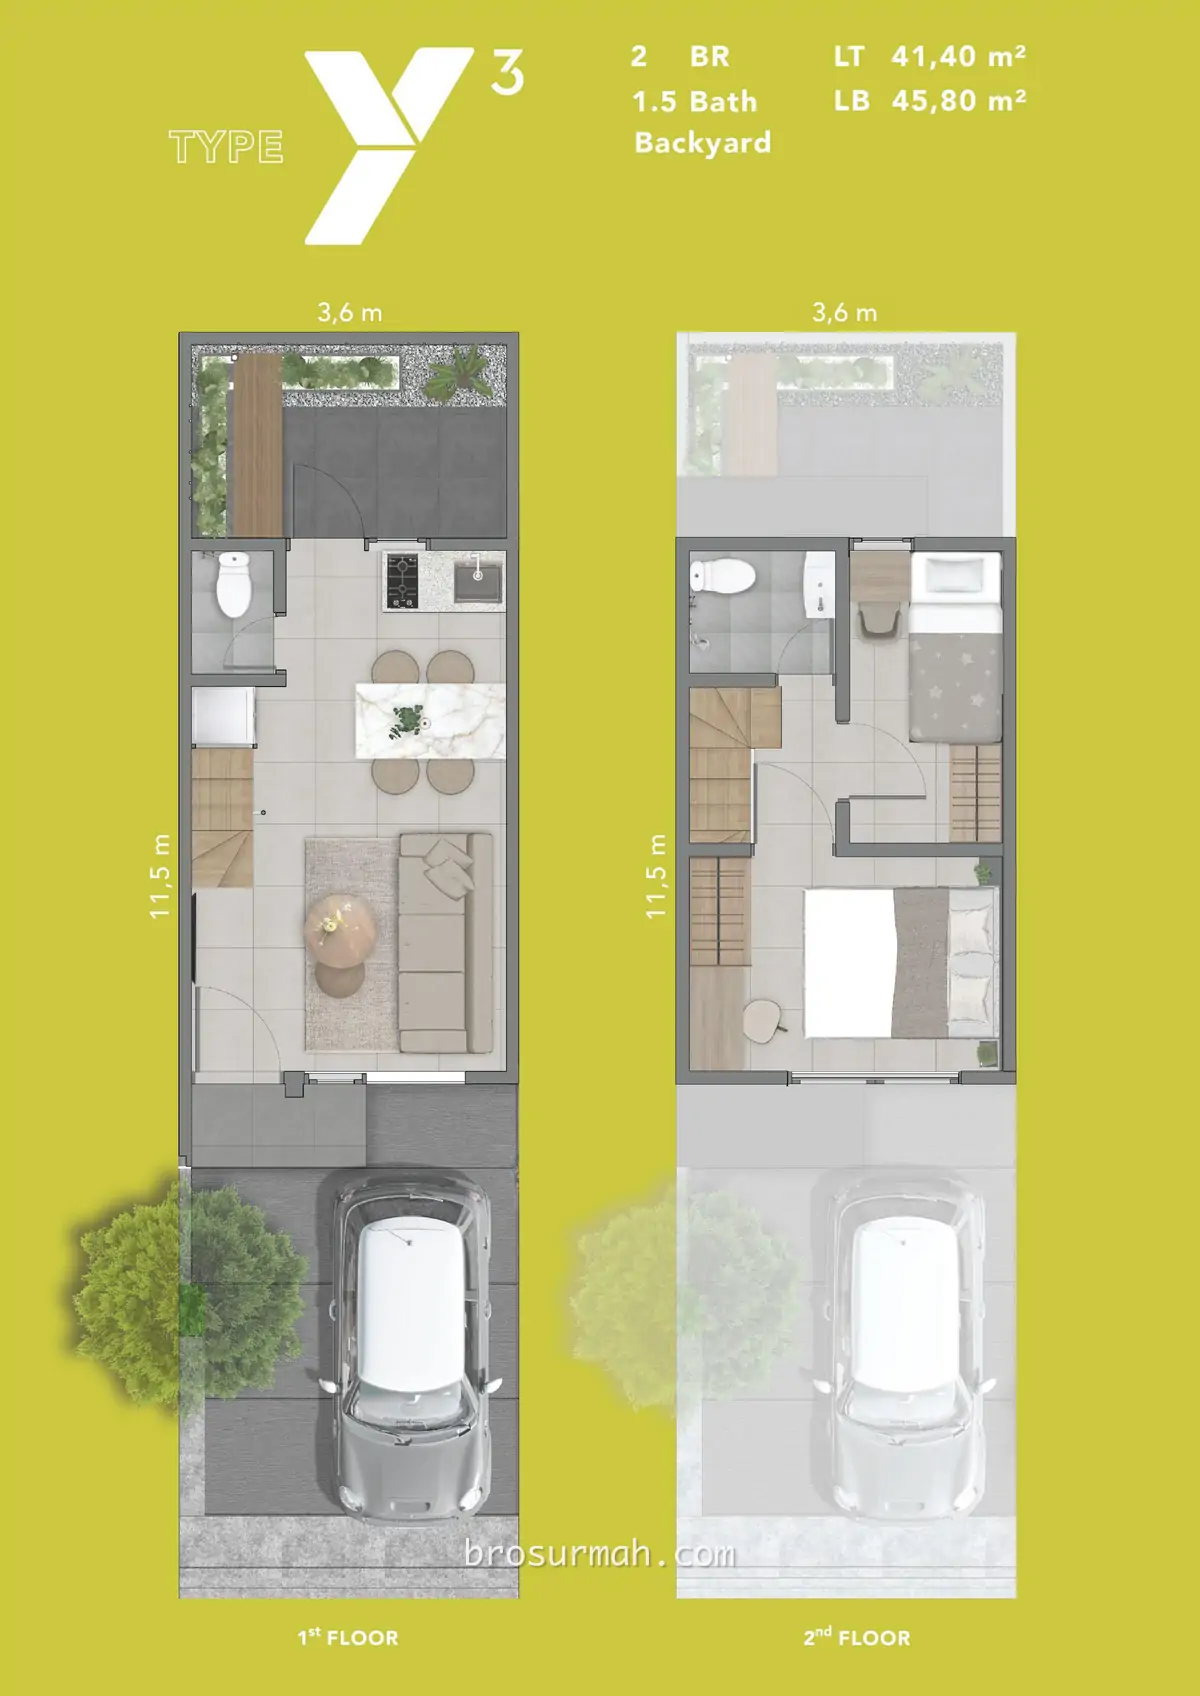 TYPE Y³
2 BR LT 41,40 m²
1.5 Bath LB 45,80 m²
Backyard
3,6 m 3,6 m
11,5 m 11,5 m
brosurmah.com
1st FLOOR 2nd FLOOR